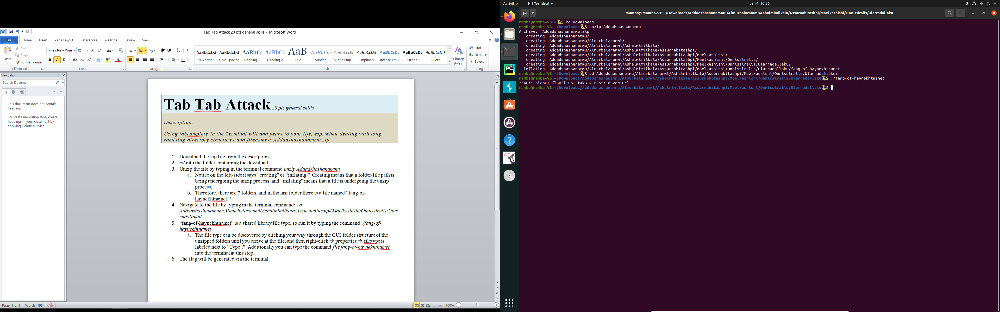 Tab Tab Attack 20 pts general skills - Microsoft Word
File Home Insert Page Layout References Mailings Review View
Cut
Copy
Paste
Format Painter
Clipboard
Times New Rom 12
Font
Paragraph
AaBbCcDd AaBbCcDd AaBbCc AaBbCc AaB AaBbCcI AaBbCcDd AaBbCcDd AaBbCcDd AaBbCcDc AaBbCcDd
¶ Normal ¶ No Spacing Heading 1 Heading 2 Title Subtitle Subtle Emp... Emphasis Intense Em... Strong Quote
Styles
Change
Styles
Find
Replace
Select
Editing
Navigation
Search Document
This document does not contain
headings.
To create navigation tabs, create
headings in your document by
applying Heading Styles.
Tab Tab Attack 20 pts general skills
Description:
Using tabcomplete in the Terminal will add years to your life, esp. when dealing with long
rambling directory structures and filenames: Addadshashanammu.zip
1. Download the zip file from the description.
2. cd into the folder containing the download.
3. Unzip the file by typing in the terminal command unzip Addadshashanammu
a. Notice on the left-side it says “creating” or “inflating.” Creating means that a folder/file path is
being undergoing the unzip process, and “inflating” means that a file is undergoing the unzip
process.
b. Therefore, there are 7 folders, and in the last folder there is a file named “fang-of-
haynekhtnamet.”
4. Navigate to the file by typing in the terminal command: cd
Addadshashanammu/Almurbalarammi/Ashalmimilkala/Assurnabitashpi/Maelkashishi/Onnissiralis/Ular
radallaku/
5. “fang-of-haynekhtnamet” is a shared library file type, so run it by typing the command ./fang-of-
haynekhtnamet
a. The file type can be discovered by clicking your way through the GUI folder structure of the
unzipped folders until you arrive at the file, and then right-click → properties → filetype is
labeled next to “Type:.” Additionally you can type the command file fang-of-haynekhtnamet
into the terminal at this step.
6. The flag will be generated via the terminal.
Page: 1 of 1 Words: 198
100%
Activities Terminal Jan 4 16:36
mamba@mamba-VB:~/Downloads/Addadshashanammu/Almurbalarammi/Ashalmimilkala/Assurnabitashpi/Maelkashishi/Onnissiralis/Ularradallaku
mamba@mamba-VB:~🐍$ cd Downloads
mamba@mamba-VB:~/Downloads🐍$ unzip Addadshashanammu
Archive: Addadshashanammu.zip
creating: Addadshashanammu/
creating: Addadshashanammu/Almurbalarammi/
creating: Addadshashanammu/Almurbalarammi/Ashalmimilkala/
creating: Addadshashanammu/Almurbalarammi/Ashalmimilkala/Assurnabitashpi/
creating: Addadshashanammu/Almurbalarammi/Ashalmimilkala/Assurnabitashpi/Maelkashishi/
creating: Addadshashanammu/Almurbalarammi/Ashalmimilkala/Assurnabitashpi/Maelkashishi/Onnissiralis/
creating: Addadshashanammu/Almurbalarammi/Ashalmimilkala/Assurnabitashpi/Maelkashishi/Onnissiralis/Ularradallaku/
inflating: Addadshashanammu/Almurbalarammi/Ashalmimilkala/Assurnabitashpi/Maelkashishi/Onnissiralis/Ularradallaku/fang-of-haynekhtnamet
mamba@mamba-VB:~/Downloads🐍$ cd Addadshashanammu/Almurbalarammi/Ashalmimilkala/Assurnabitashpi/Maelkashishi/Onnissiralis/Ularradallaku/
mamba@mamba-VB:~/Downloads/Addadshashanammu/Almurbalarammi/Ashalmimilkala/Assurnabitashpi/Maelkashishi/Onnissiralis/Ularradallaku🐍$ ./fang-of-haynekhtnamet
*ZAP!* picoCTF{l3v3l_up!_t4k3_4_r35t!_d32e018c}
mamba@mamba-VB:~/Downloads/Addadshashanammu/Almurbalarammi/Ashalmimilkala/Assurnabitashpi/Maelkashishi/Onnissiralis/Ularradallaku🐍$